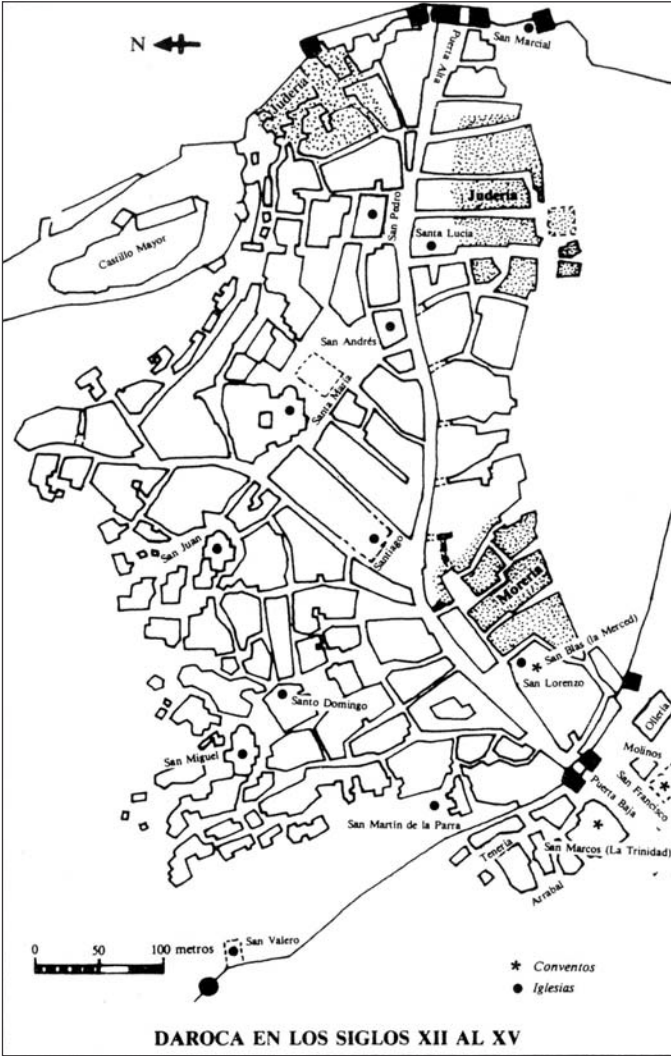 San Marcial
N
Puerta Alta
Judería
Judería
San Pedro
Santa Lucía
Castillo Mayor
San Andrés
Santa María
San Juan
Santiago
Morería
San Blas (la Merced)
San Lorenzo
Santo Domingo
Ollería
Molinos
San Miguel
San Francisco
Puerta Baja
San Martín de la Parra
Tenería
San Marcos (La Trinidad)
Arrabal
San Valero
0 50 100 metros
* Conventos
● Iglesias
DAROCA EN LOS SIGLOS XII AL XV